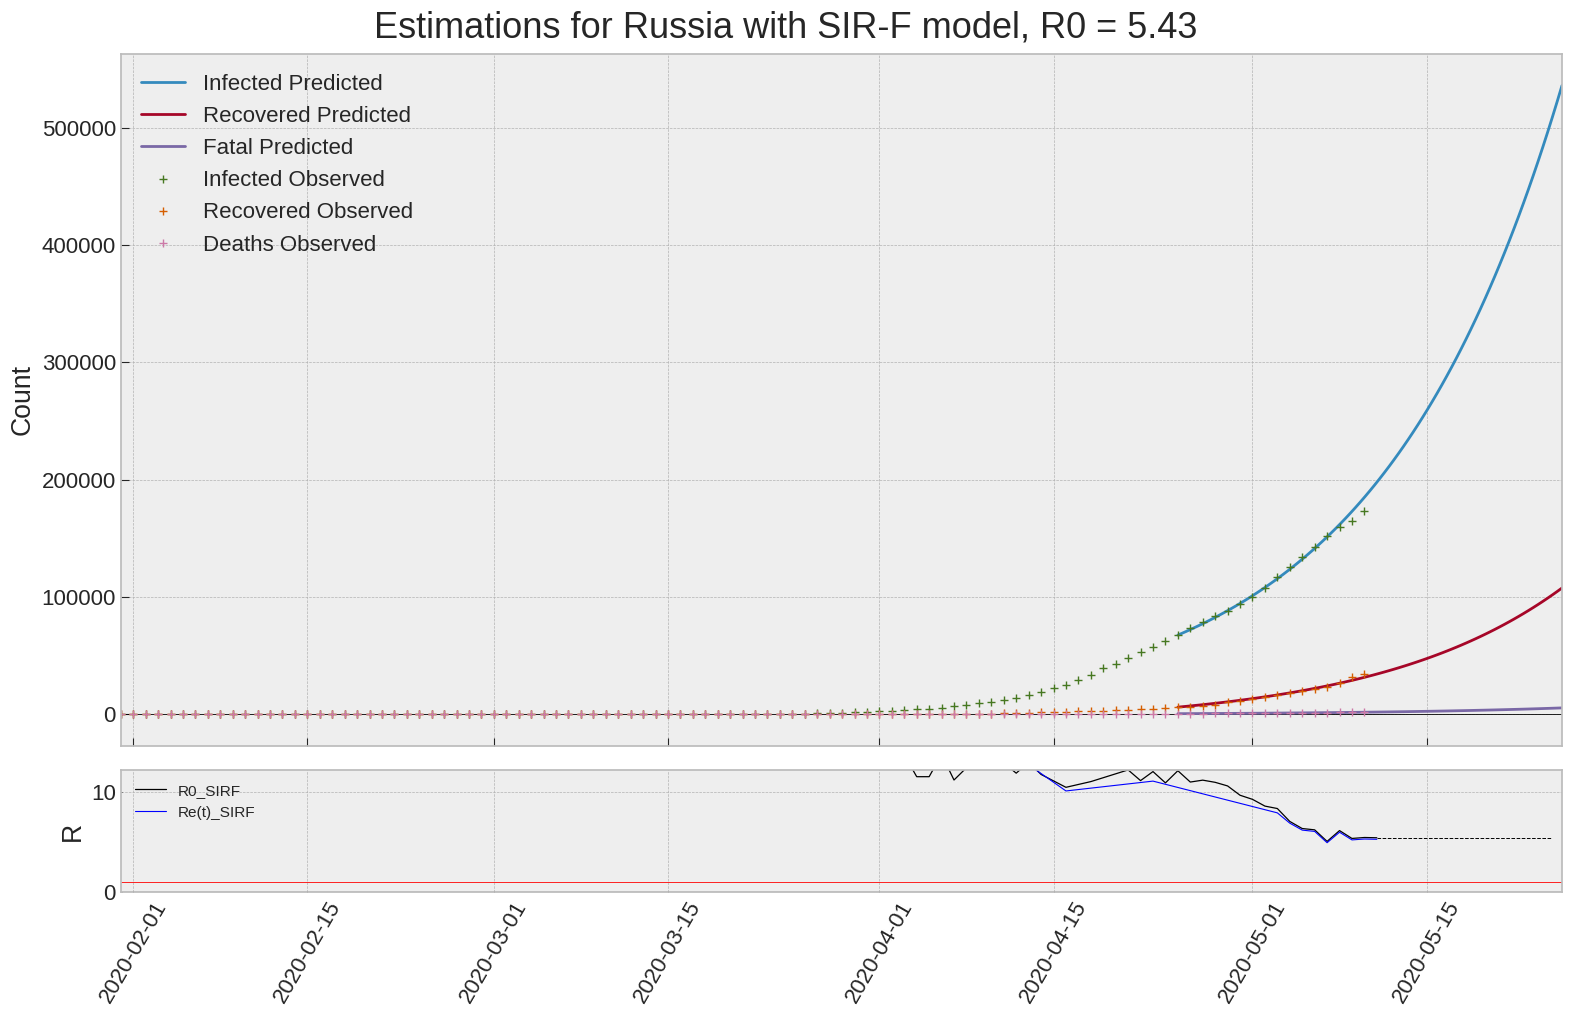 Estimations for Russia with SIR-F model, R0 = 5.43
Infected Predicted
Recovered Predicted
Fatal Predicted
Infected Observed
Recovered Observed
Deaths Observed
500000
400000
300000
200000
100000
0
Count
R0_SIRF
Re(t)_SIRF
10
0
R
2020-02-01
2020-02-15
2020-03-01
2020-03-15
2020-04-01
2020-04-15
2020-05-01
2020-05-15